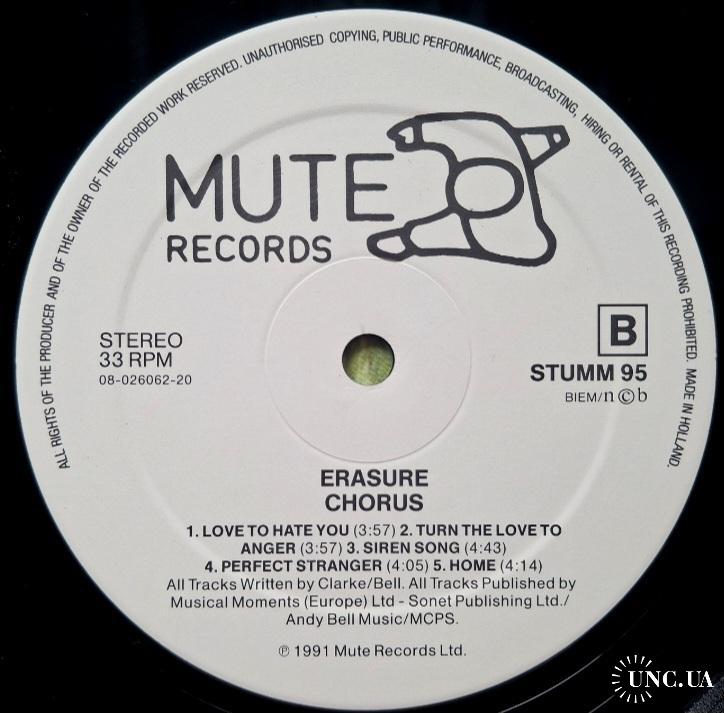 ALL RIGHTS OF THE PRODUCER AND OF THE OWNER OF THE RECORDED WORK RESERVED. UNAUTHORISED COPYING, PUBLIC PERFORMANCE, BROADCASTING, HIRING OR RENTAL OF THIS RECORDING PROHIBITED. MADE IN HOLLAND.
MUTE
RECORDS
STEREO
33 RPM
08-026062-20
B
STUMM 95
BIEM/n©b
ERASURE
CHORUS
1. LOVE TO HATE YOU (3:57) 2. TURN THE LOVE TO
ANGER (3:57) 3. SIREN SONG (4:43)
4. PERFECT STRANGER (4:05) 5. HOME (4:14)
All Tracks Written by Clarke/Bell. All Tracks Published by
Musical Moments (Europe) Ltd - Sonet Publishing Ltd./
Andy Bell Music/MCPS.
℗ 1991 Mute Records Ltd.
UNC.UA